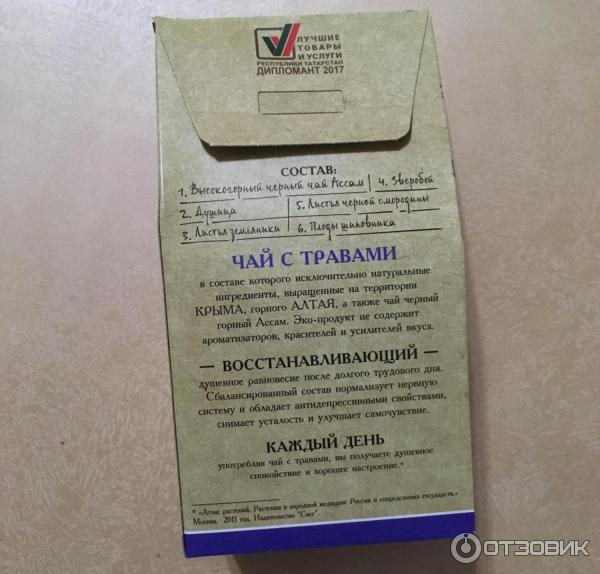 ЛУЧШИЕ
ТОВАРЫ
И УСЛУГИ
РЕСПУБЛИКИ ТАТАРСТАН
ДИПЛОМАНТ 2017
СОСТАВ:
1. Высокогорный черный чай Ассам 4. Зверобой
2. Душица 5. Листья черной смородины
3. Листья земляники 6. Плоды шиповника
ЧАЙ С ТРАВАМИ
в составе которого исключительно натуральные
ингредиенты, выращенные на территории
КРЫМА, горного АЛТАЯ, а также чай черный
горный Ассам. Эко-продукт не содержит
ароматизаторов, красителей и усилителей вкуса.
— ВОССТАНАВЛИВАЮЩИЙ —
душевное равновесие после долгого трудового дня.
Сбалансированный состав нормализует нервную
систему и обладает антидепрессивными свойствами,
снимает усталость и улучшает самочувствие.
КАЖДЫЙ ДЕНЬ
употребляя чай с травами, вы получаете душевное
спокойствие и хорошее настроение.*
* «Атлас растений. Растения в народной медицине России и сопредельных государств.»
Москва, 2011 год. Издательство "Снег".
ОТЗОВИК